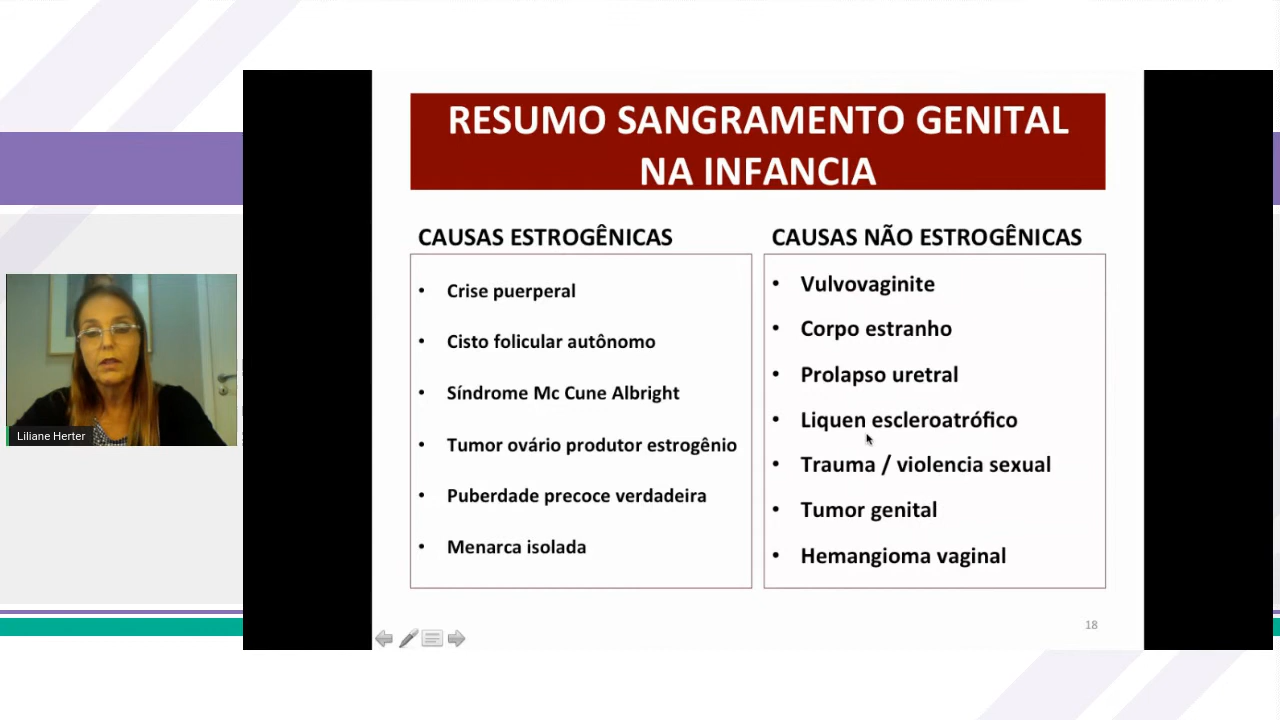 RESUMO SANGRAMENTO GENITAL
NA INFANCIA
CAUSAS ESTROGÊNICAS
• Crise puerperal
• Cisto folicular autônomo
• Síndrome Mc Cune Albright
• Tumor ovário produtor estrogênio
• Puberdade precoce verdadeira
• Menarca isolada
CAUSAS NÃO ESTROGÊNICAS
• Vulvovaginite
• Corpo estranho
• Prolapso uretral
• Liquen escleroatrófico
• Trauma / violencia sexual
• Tumor genital
• Hemangioma vaginal
18
Liliane Herter